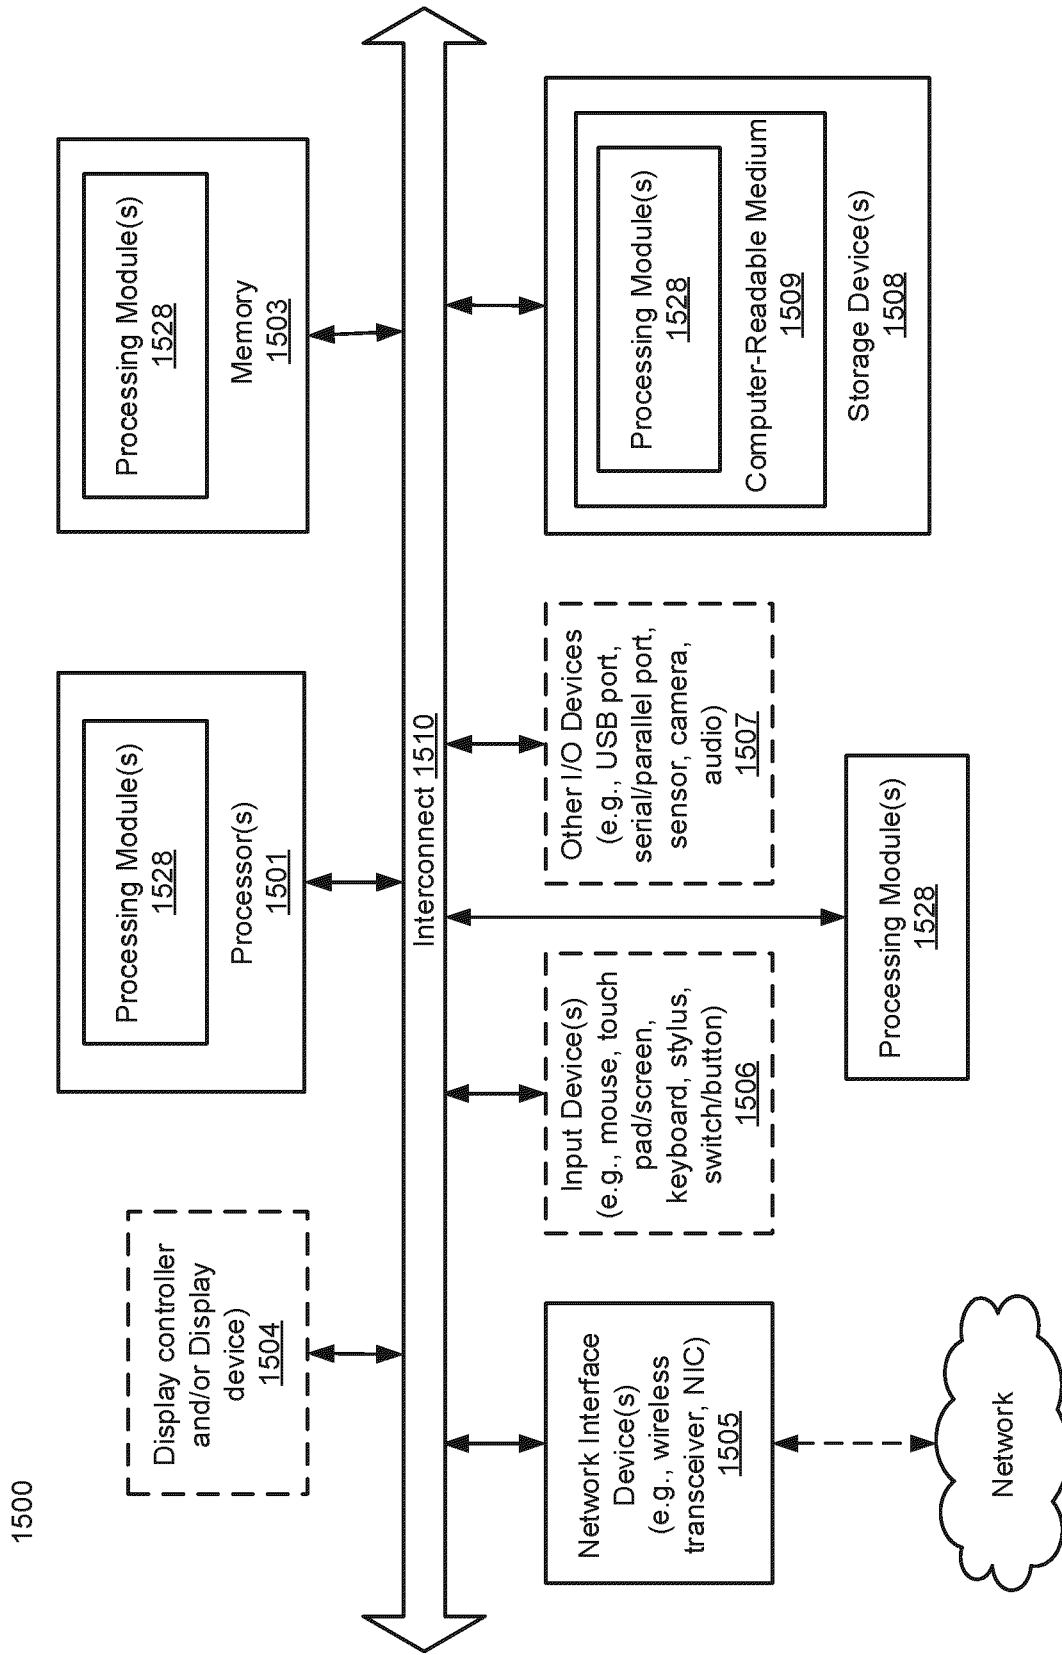 1500
Display controller
and/or Display
device)
1504
Processing Module(s)
1528
Processor(s)
1501
Processing Module(s)
1528
Memory
1503
Interconnect 1510
Network Interface
Device(s)
(e.g., wireless
transceiver, NIC)
1505
Input Device(s)
(e.g., mouse, touch
pad/screen,
keyboard, stylus,
switch/button)
1506
Other I/O Devices
(e.g., USB port,
serial/parallel port,
sensor, camera,
audio)
1507
Processing Module(s)
1528
Computer-Readable Medium
1509
Storage Device(s)
1508
Processing Module(s)
1528
Network